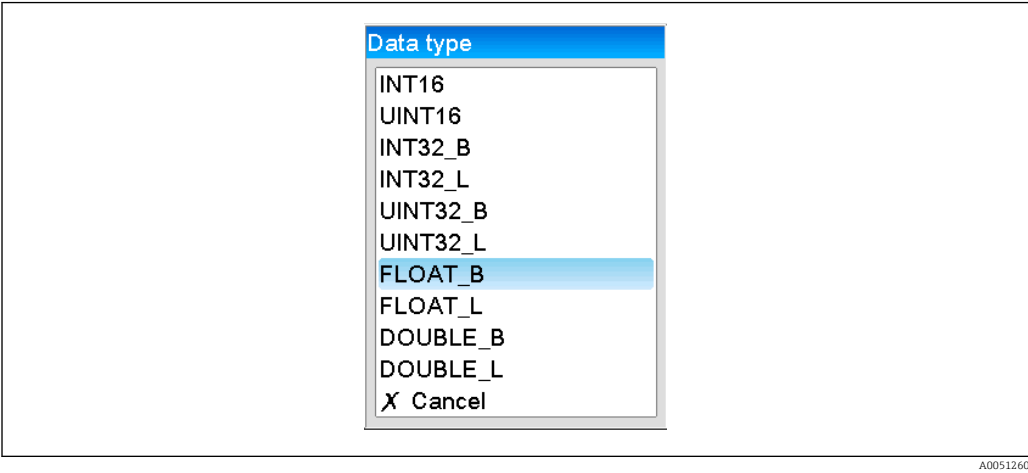 Data type
INT16
UINT16
INT32_B
INT32_L
UINT32_B
UINT32_L
FLOAT_B
FLOAT_L
DOUBLE_B
DOUBLE_L
X Cancel
A0051260